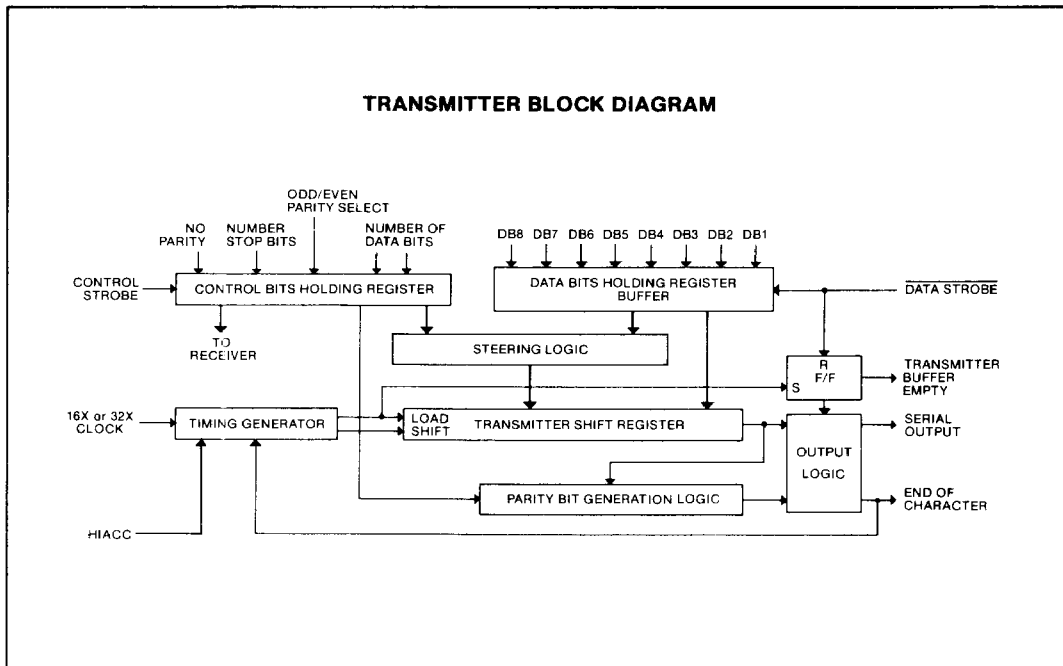 TRANSMITTER BLOCK DIAGRAM
ODD/EVEN
PARITY SELECT
NO
PARITY
NUMBER
STOP BITS
NUMBER OF
DATA BITS
DB8 DB7 DB6 DB5 DB4 DB3 DB2 DB1
CONTROL
STROBE
CONTROL BITS HOLDING REGISTER
DATA BITS HOLDING REGISTER
BUFFER
DATA STROBE
TO
RECEIVER
STEERING LOGIC
R
F/F
S
TRANSMITTER
BUFFER
EMPTY
16X or 32X
CLOCK
TIMING GENERATOR
LOAD
SHIFT
TRANSMITTER SHIFT REGISTER
OUTPUT
LOGIC
SERIAL
OUTPUT
PARITY BIT GENERATION LOGIC
END OF
CHARACTER
HIACC